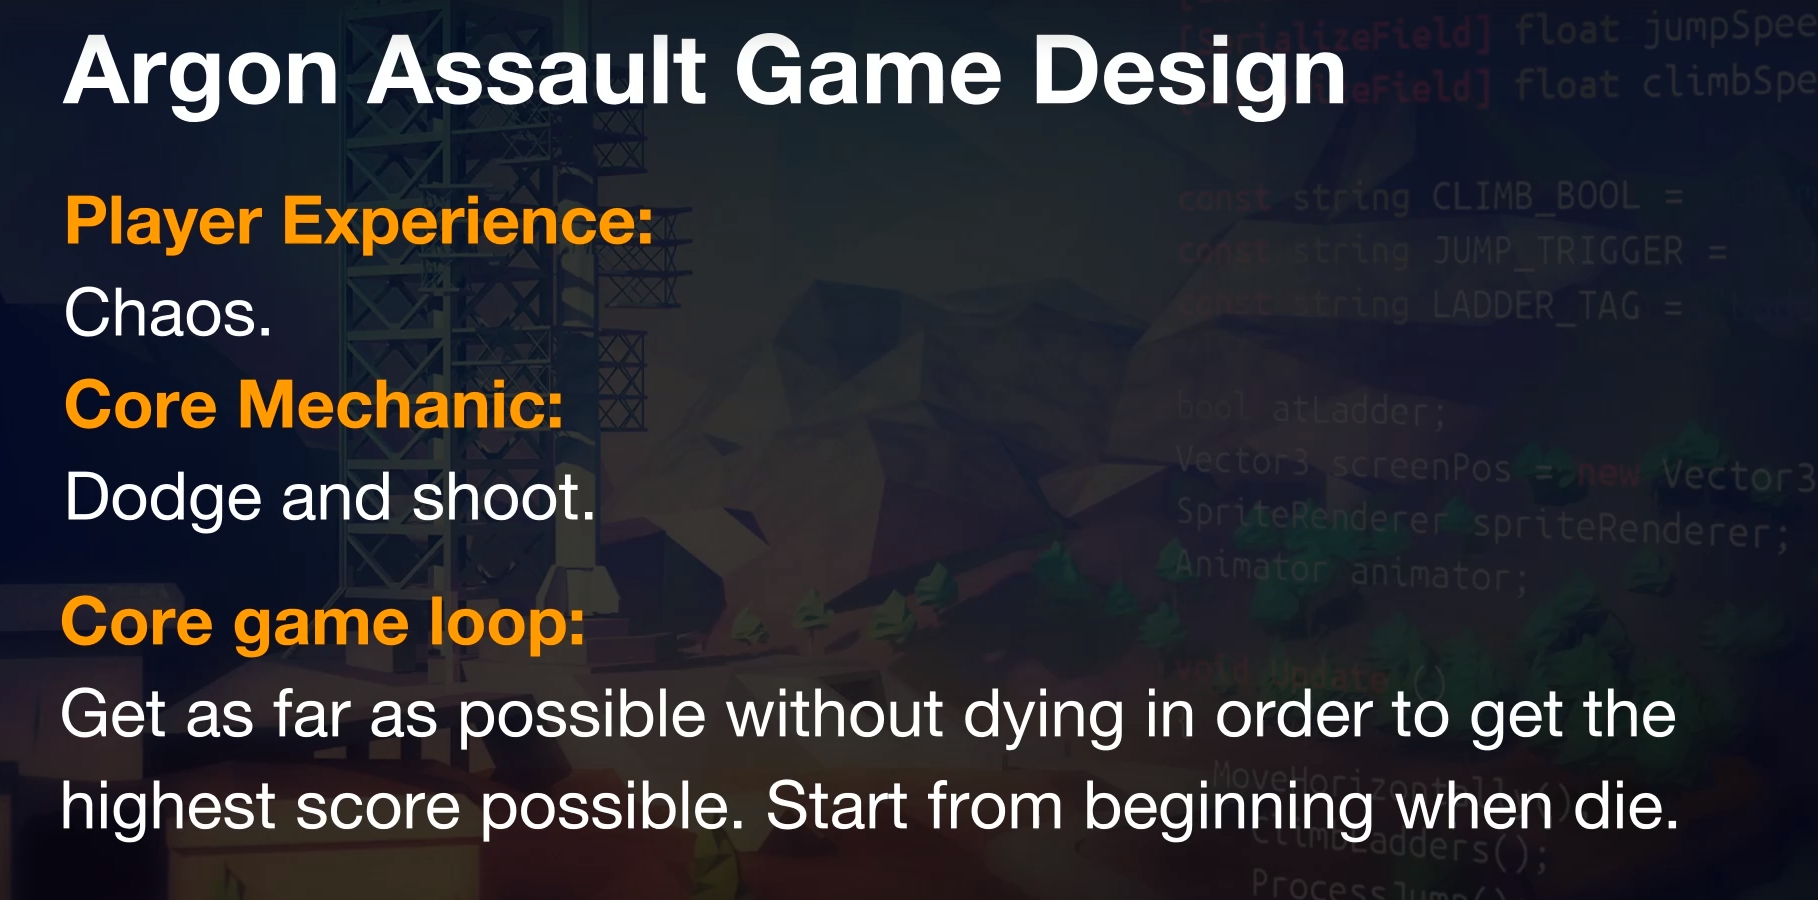 Argon Assault Game Design
[SerializeField] float jumpSpee
float climbSpe
Player Experience:
Chaos.
Core Mechanic:
Dodge and shoot.
Core game loop:
Get as far as possible without dying in order to get the
highest score possible. Start from beginning when die.
const string CLIMB_BOOL =
const string JUMP_TRIGGER =
const string LADDER_TAG =
bool atLadder;
Vector3 screenPos = new Vector3
SpriteRenderer spriteRenderer;
Animator animator;
void Update ()
MoveHorizontally()
ClimbLadders();
ProcessJump()